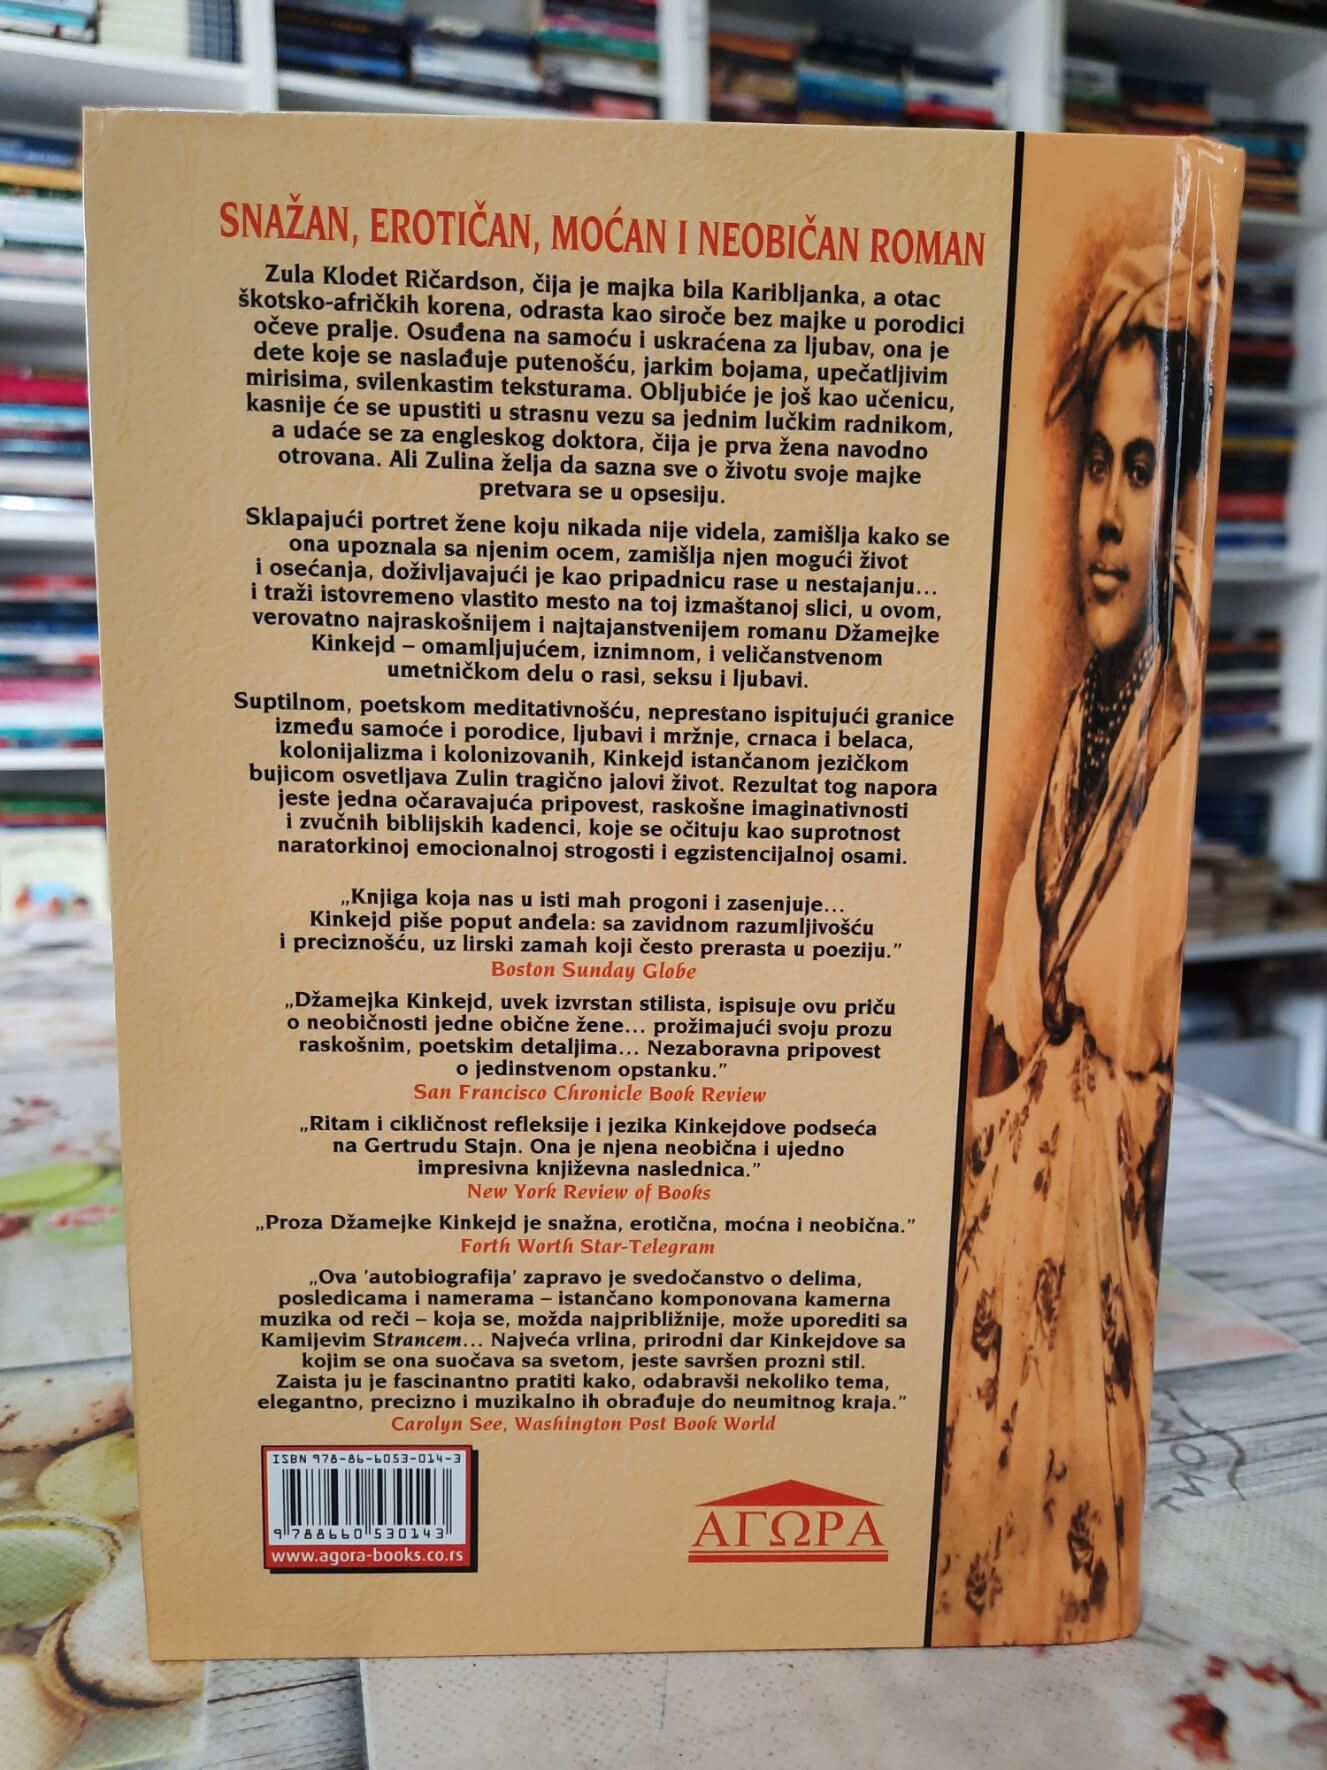 SNAŽAN, EROTIČAN, MOĆAN I NEOBIČAN ROMAN
Zula Klodet Ričardson, čija je majka bila Karibljanka, a otac
škotsko-afričkih korena, odrasta kao siroče bez majke u porodici
očeve pralje. Osuđena na samoću i uskraćena za ljubav, ona je
dete koje se naslađuje putenošću, jarkim bojama, upečatljivim
mirisima, svilenkastim teksturama. Obljubiće je još kao učenicu,
kasnije će se upustiti u strasnu vezu sa jednim lučkim radnikom,
a udaće se za engleskog doktora, čija je prva žena navodno
otrovana. Ali Zulina želja da sazna sve o životu svoje majke
pretvara se u opsesiju.
Sklapajući portret žene koju nikada nije videla, zamišlja kako se
ona upoznala sa njenim ocem, zamišlja njen mogući život
i osećanja, doživljavajući je kao pripadnicu rase u nestajanju...
i traži istovremeno vlastito mesto na toj izmaštanoj slici, u ovom,
verovatno najraskošnijem i najtajanstvenijem romanu Džamejke
Kinkejd – omamljujućem, iznimnom, i veličanstvenom
umetničkom delu o rasi, seksu i ljubavi.
Suptilnom, poetskom meditativnošću, neprestano ispitujući granice
između samoće i porodice, ljubavi i mržnje, crnaca i belaca,
kolonijalizma i kolonizovanih, Kinkejd istančanom jezičkom
bujicom osvetljava Zulin tragično jalovi život. Rezultat tog napora
jeste jedna očaravajuća pripovest, raskošne imaginativnosti
i zvučnih biblijskih kadenci, koje se očituju kao suprotnost
naratorkinoj emocionalnoj strogosti i egzistencijalnoj osami.
„Knjiga koja nas u isti mah progoni i zasenjuje...
Kinkejd piše poput anđela: sa zavidnom razumljivošću
i preciznošću, uz lirski zamah koji često prerasta u poeziju.”
Boston Sunday Globe
„Džamejka Kinkejd, uvek izvrstan stilista, ispisuje ovu priču
o neobičnosti jedne obične žene... prožimajući svoju prozu
raskošnim, poetskim detaljima... Nezaboravna pripovest
o jedinstvenom opstanku.”
San Francisco Chronicle Book Review
„Ritam i cikličnost refleksije i jezika Kinkejdove podseća
na Gertrudu Stajn. Ona je njena neobična i ujedno
impresivna književna naslednica.”
New York Review of Books
„Proza Džamejke Kinkejd je snažna, erotična, moćna i neobična.”
Forth Worth Star-Telegram
„Ova 'autobiografija' zapravo je svedočanstvo o delima,
posledicama i namerama – istančano komponovana kamerna
muzika od reči – koja se, možda najpribližnije, može uporediti sa
Kamijevim Strancem... Najveća vrlina, prirodni dar Kinkejdove sa
kojim se ona suočava sa svetom, jeste savršen prozni stil.
Zaista ju je fascinantno pratiti kako, odabravši nekoliko tema,
elegantno, precizno i muzikalno ih obrađuje do neumitnog kraja.”
Carolyn See, Washington Post Book World
ISBN 978-86-6053-014-3
9 788660 530143
www.agora-books.co.rs
ΑΓΩΡΑ